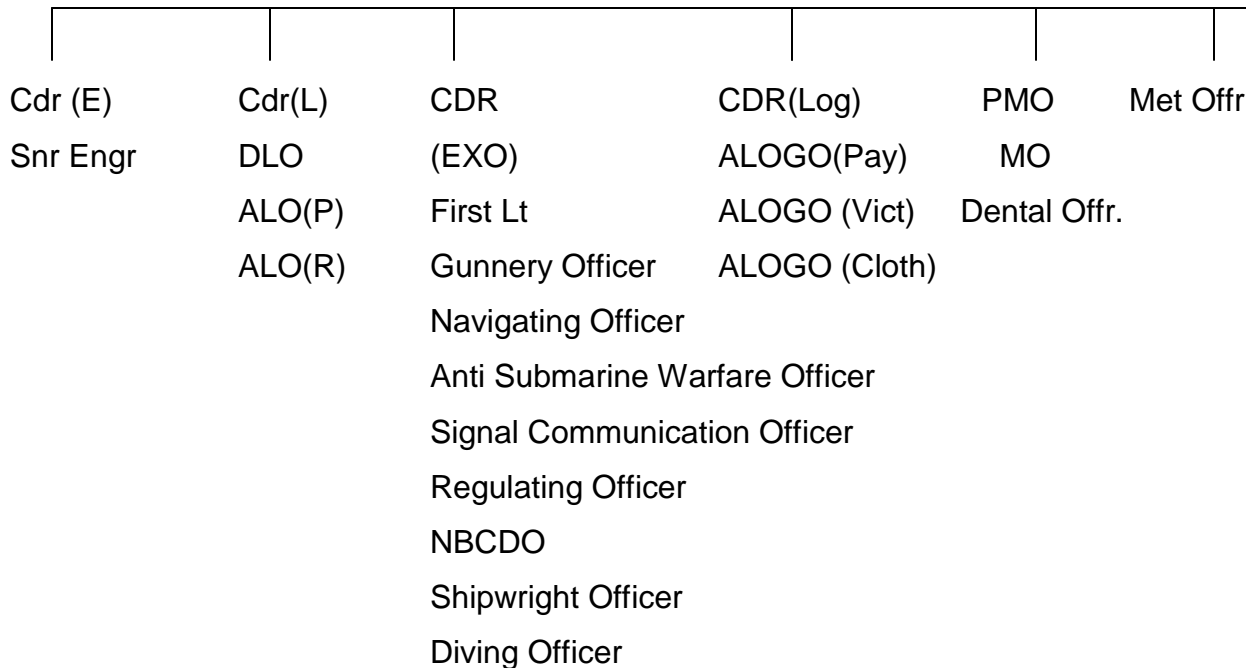 Cdr (E) Cdr(L) CDR CDR(Log) PMO Met Offr
Snr Engr DLO (EXO) ALOGO(Pay) MO
ALO(P) First Lt ALOGO (Vict) Dental Offr.
ALO(R) Gunnery Officer ALOGO (Cloth)
Navigating Officer
Anti Submarine Warfare Officer
Signal Communication Officer
Regulating Officer
NBCDO
Shipwright Officer
Diving Officer